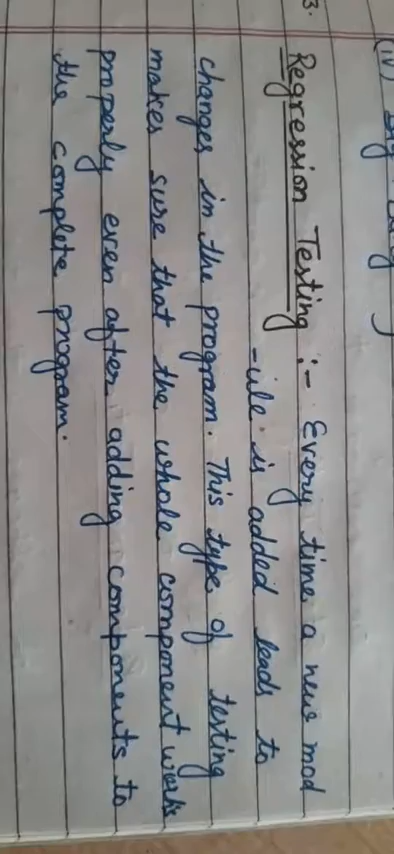 (iv)
3. Regression Testing :- Every time a new mod
-ule is added leads to
changes in the program. This type of testing
makes sure that the whole component works
properly even after adding components to
the complete program.